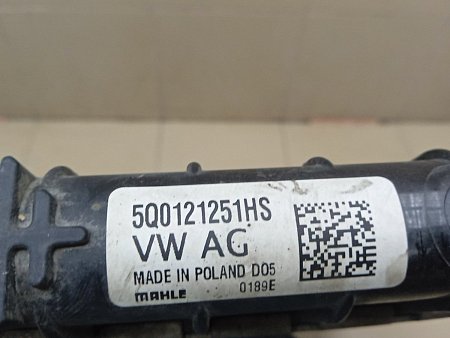 5Q0121251HS
VW AG
MADE IN POLAND D05
MAHLE 0189E